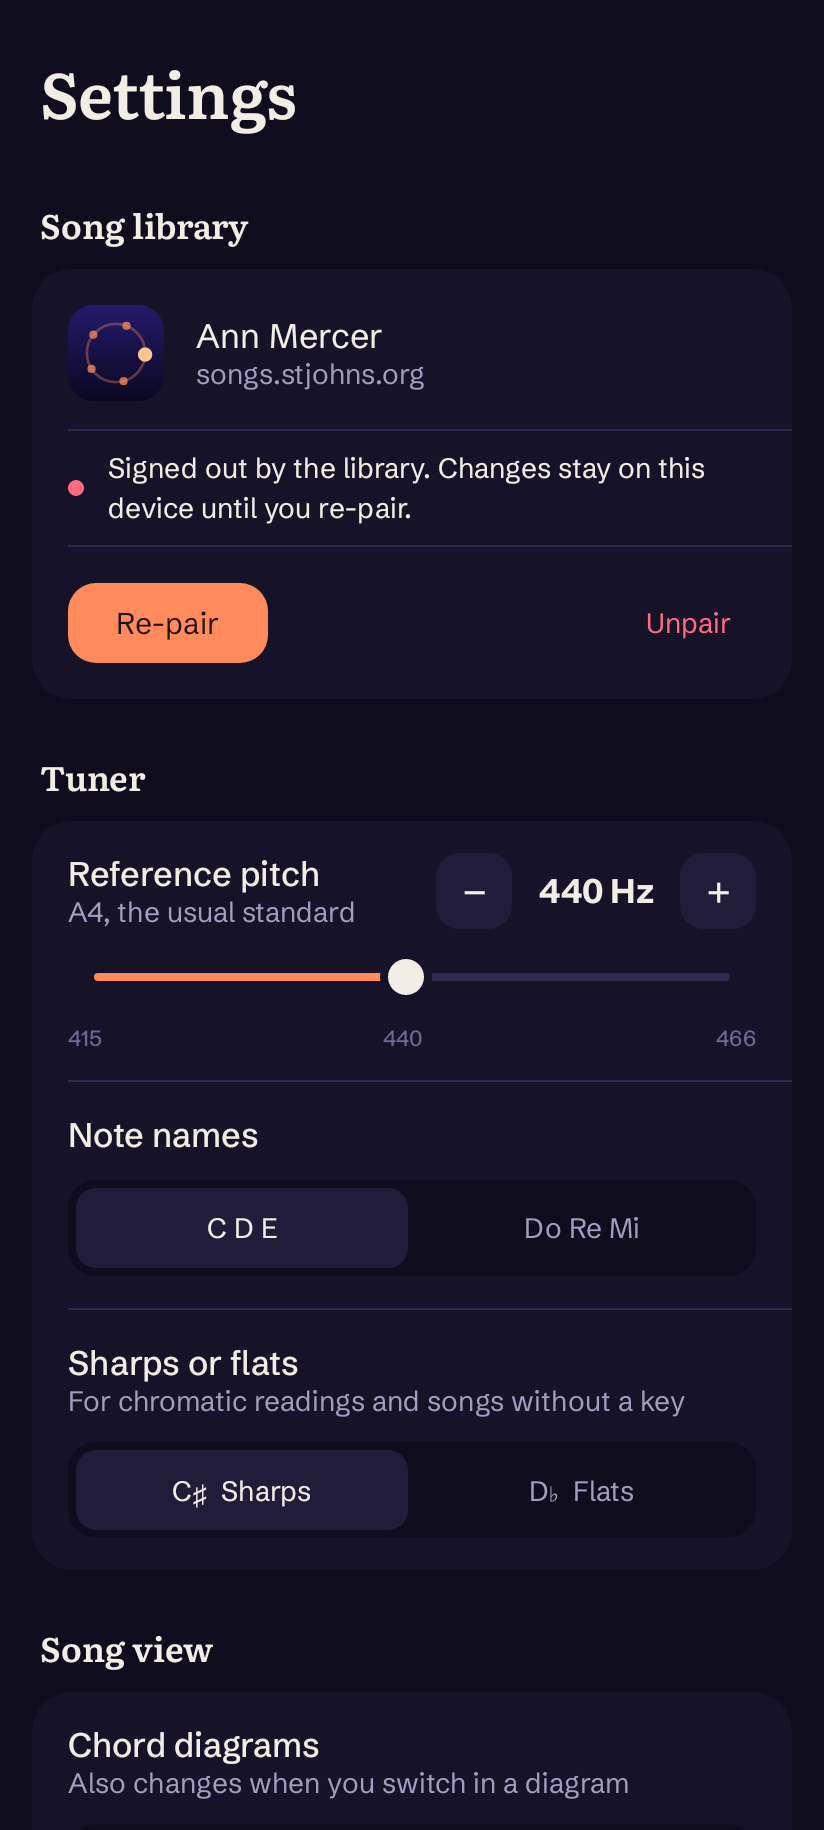 Settings
Song library
Ann Mercer
songs.stjohns.org
Signed out by the library. Changes stay on this
device until you re-pair.
Re-pair
Unpair
Tuner
Reference pitch
A4, the usual standard
− 440 Hz +
415 440 466
Note names
C D E
Do Re Mi
Sharps or flats
For chromatic readings and songs without a key
C♯ Sharps
D♭ Flats
Song view
Chord diagrams
Also changes when you switch in a diagram